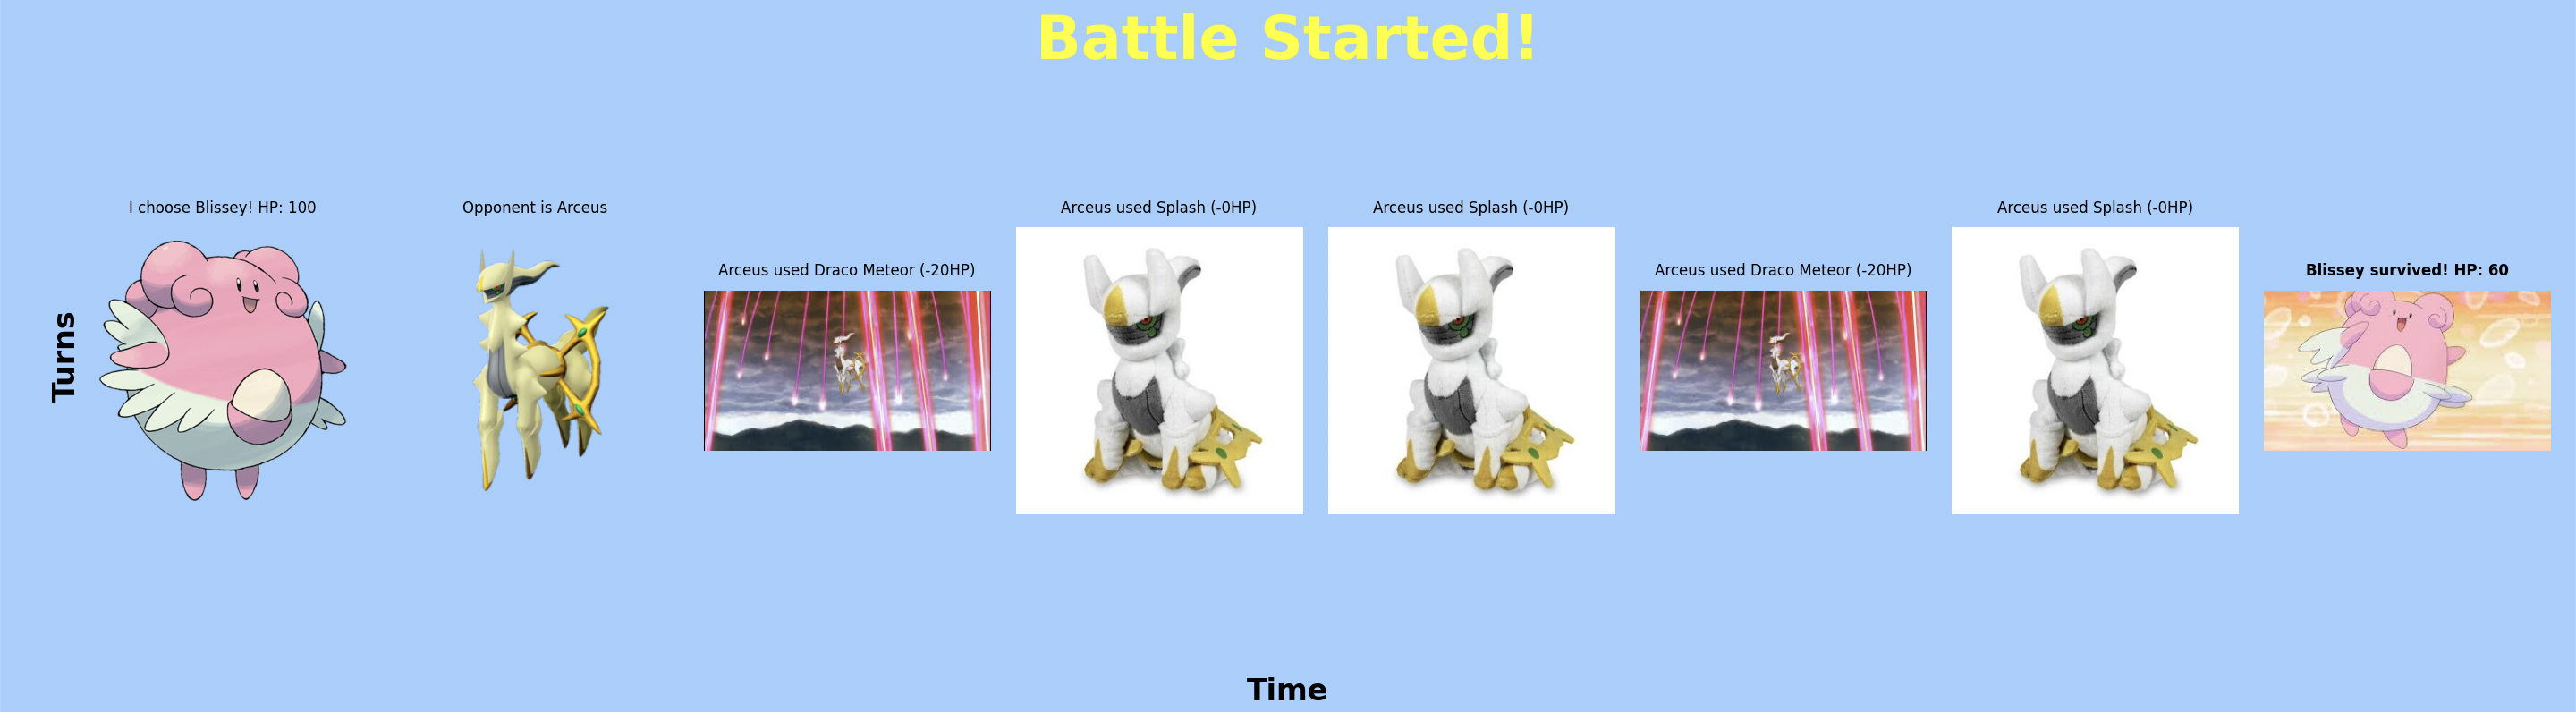 Battle Started!
I choose Blissey! HP: 100
Opponent is Arceus
Arceus used Draco Meteor (-20HP)
Arceus used Splash (-0HP)
Arceus used Splash (-0HP)
Arceus used Draco Meteor (-20HP)
Arceus used Splash (-0HP)
Blissey survived! HP: 60
Turns
Time